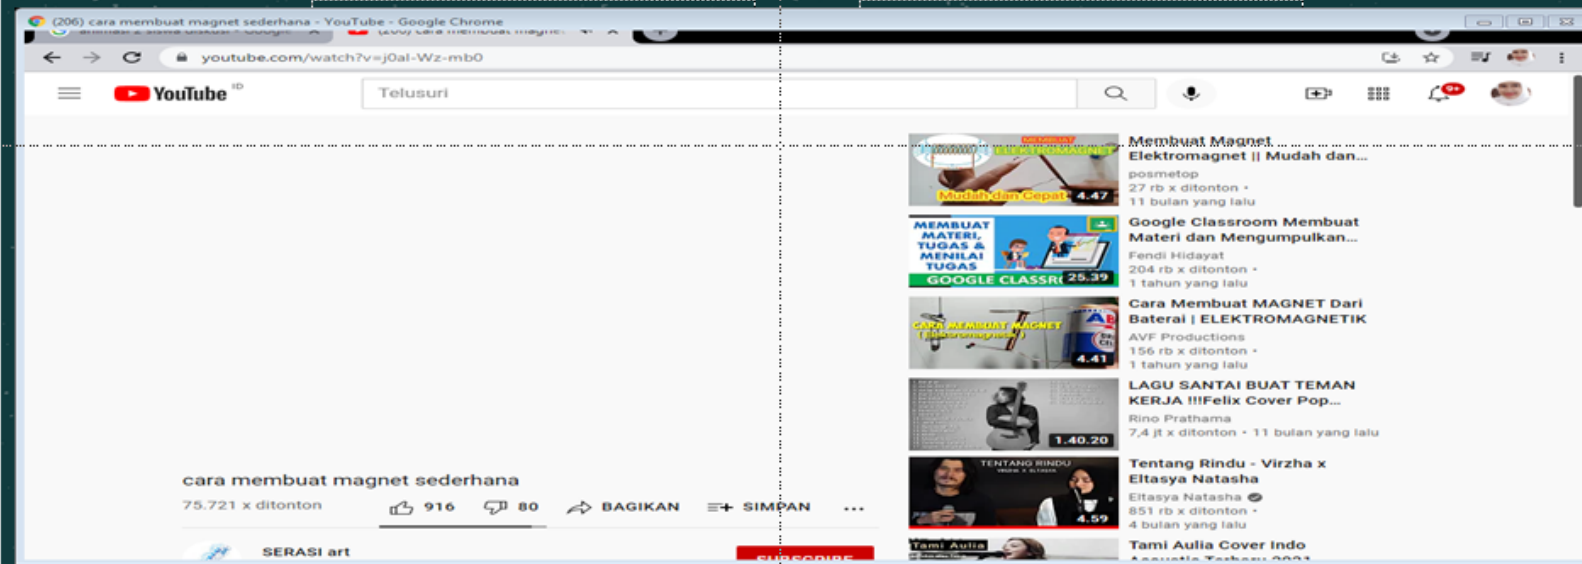 (206) cara membuat magnet sederhana - YouTube - Google Chrome
youtube.com/watch?v=j0al-Wz-mb0
YouTube ID
Telusuri
9+
MEMBUAT
ELEKTROMAGNET
Mudah dan Cepat
4.47
Membuat Magnet
Elektromagnet || Mudah dan...
posmetop
27 rb x ditonton •
11 bulan yang lalu
MEMBUAT
MATERI,
TUGAS &
MENILAI
TUGAS
GOOGLE CLASSR
25.39
Google Classroom Membuat
Materi dan Mengumpulkan...
Fendi Hidayat
204 rb x ditonton •
1 tahun yang lalu
CARA MEMBUAT MAGNET
4.41
Cara Membuat MAGNET Dari
Baterai | ELEKTROMAGNETIK
AVF Productions
156 rb x ditonton •
1 tahun yang lalu
1.40.20
LAGU SANTAI BUAT TEMAN
KERJA !!!Felix Cover Pop...
Rino Prathama
7,4 jt x ditonton • 11 bulan yang lalu
TENTANG RINDU
4.59
Tentang Rindu - Virzha x
Eltasya Natasha
Eltasya Natasha
851 rb x ditonton •
4 bulan yang lalu
Tami Aulia
Tami Aulia Cover Indo
cara membuat magnet sederhana
75.721 x ditonton
916
80
BAGIKAN
SIMPAN
SERASI art
SUBSCRIBE